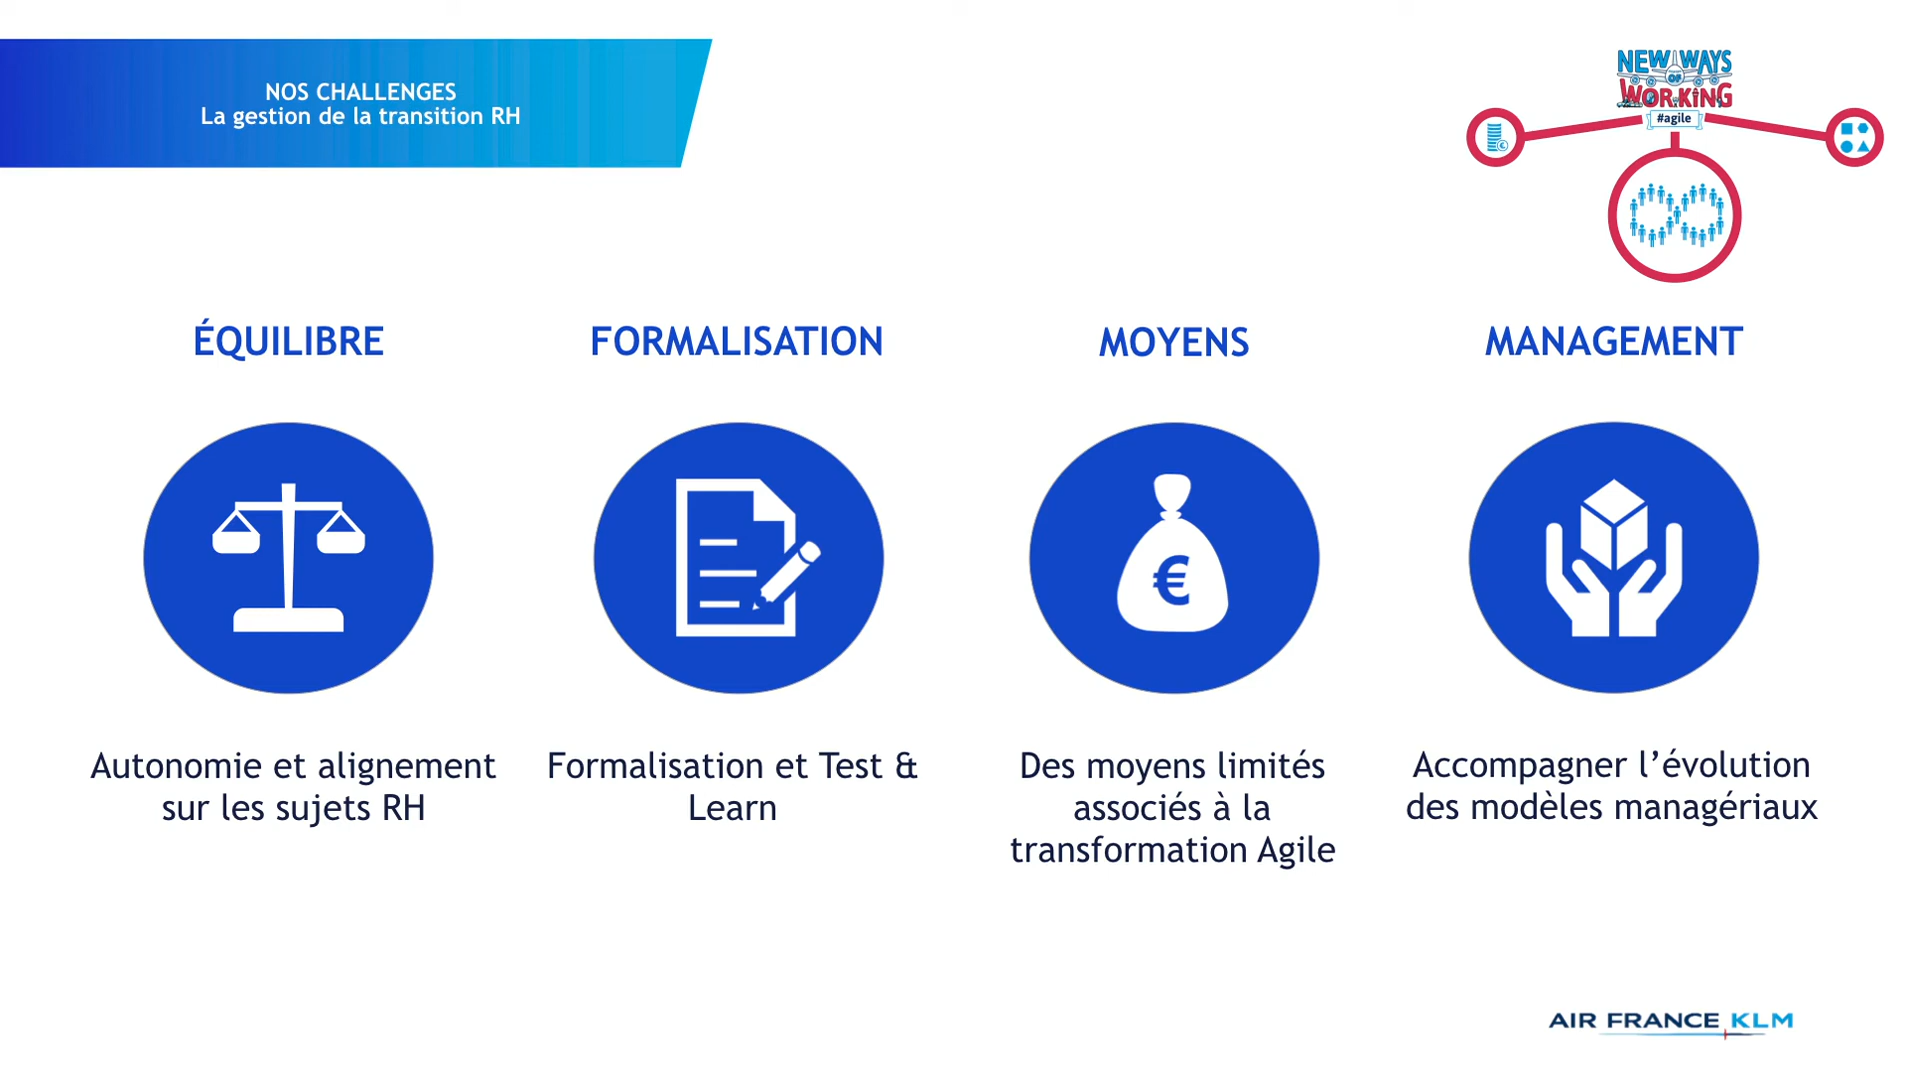 NOS CHALLENGES
La gestion de la transition RH
NEW WAYS
OF
WORKING
#agile
€
ÉQUILIBRE
FORMALISATION
MOYENS
MANAGEMENT
€
Autonomie et alignement
sur les sujets RH
Formalisation et Test &
Learn
Des moyens limités
associés à la
transformation Agile
Accompagner l’évolution
des modèles managériaux
AIR FRANCE KLM